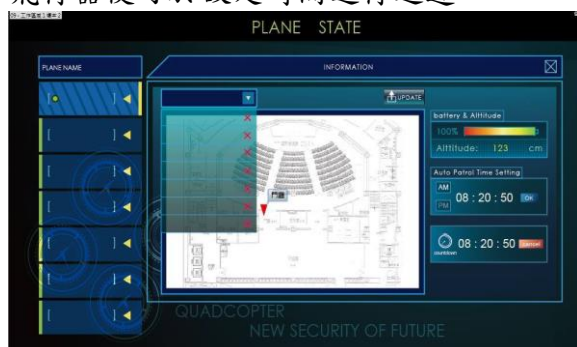 PLANE STATE
PLANE NAME
INFORMATION
UPDATE
battery & Altitude
100%
Altitude: 123 cm
Auto Patrol Time Setting
AM
PM
08 : 20 : 50 OK
08 : 20 : 50
countdown
QUADCOPTER
NEW SECURITY OF FUTURE